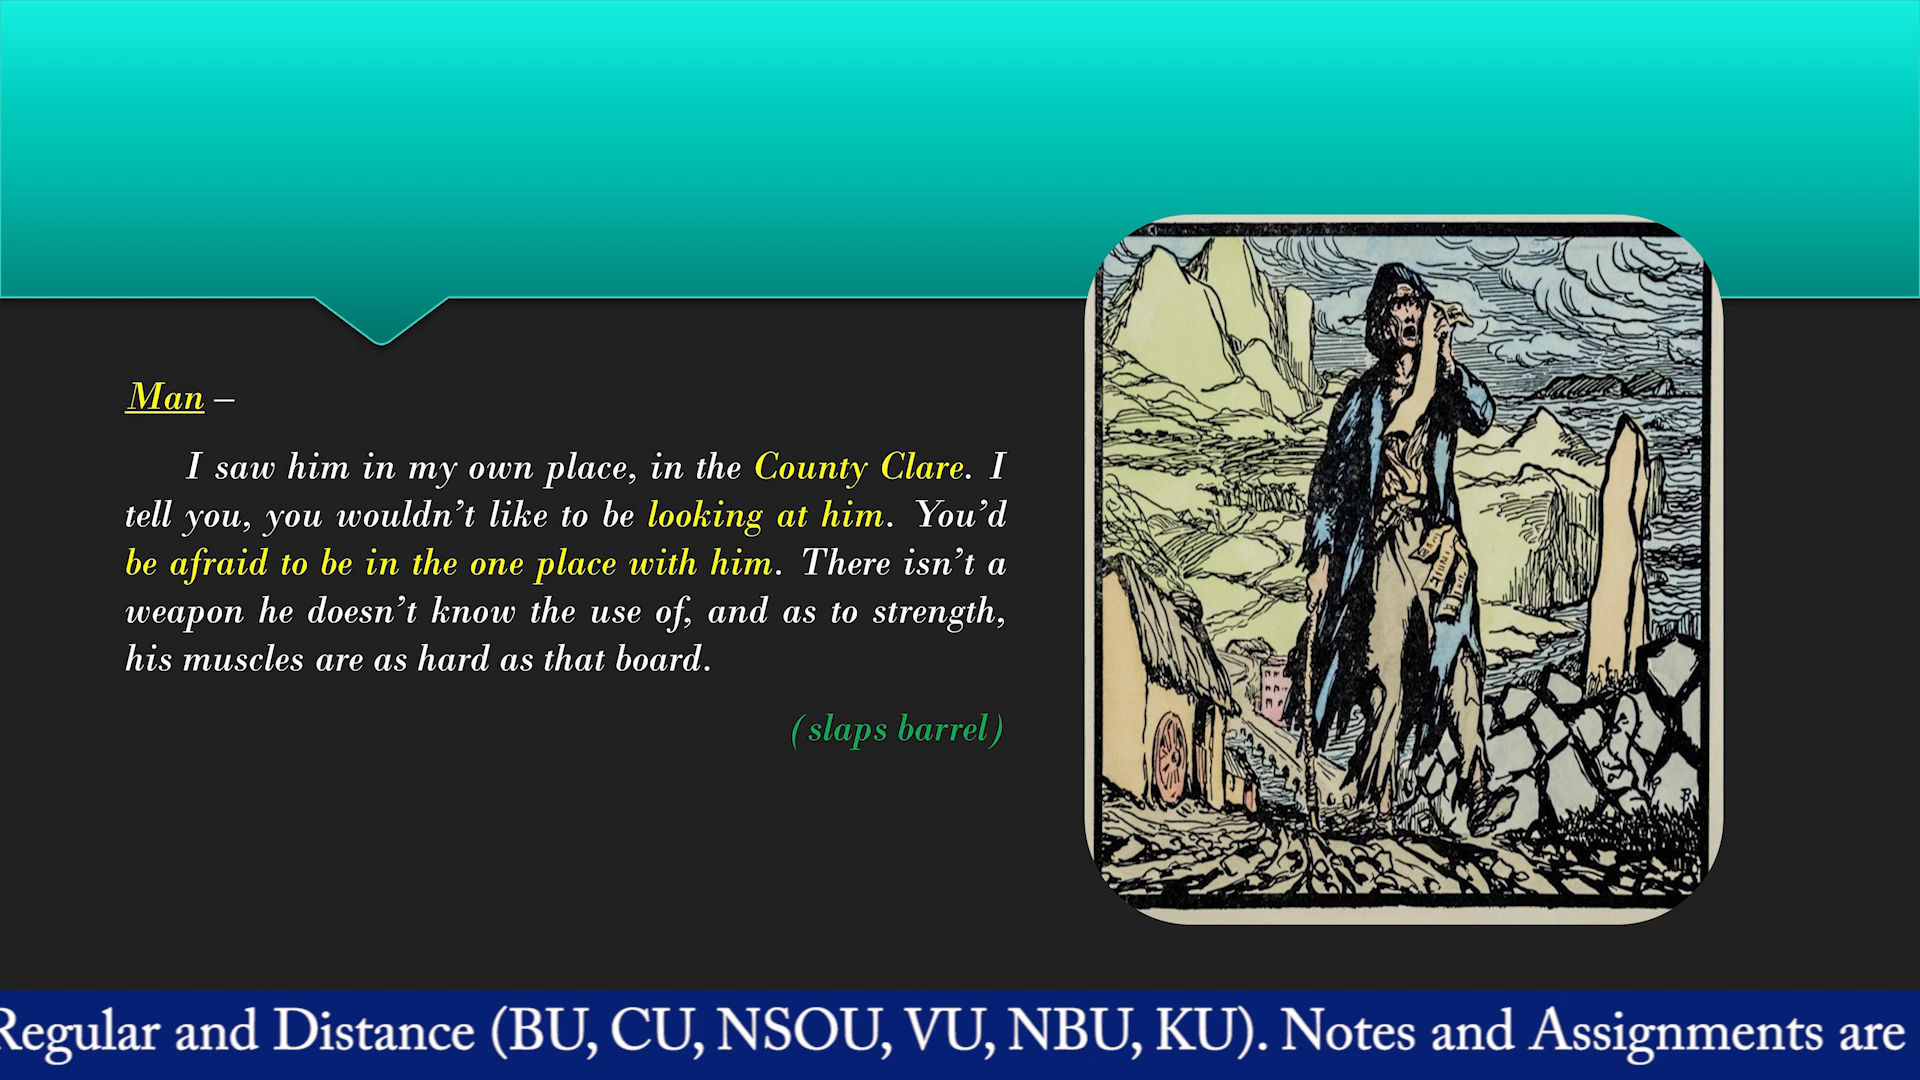 Man –
I saw him in my own place, in the County Clare. I
tell you, you wouldn’t like to be looking at him. You’d
be afraid to be in the one place with him. There isn’t a
weapon he doesn’t know the use of, and as to strength,
his muscles are as hard as that board.
(slaps barrel)
Regular and Distance (BU, CU, NSOU, VU, NBU, KU). Notes and Assignments are